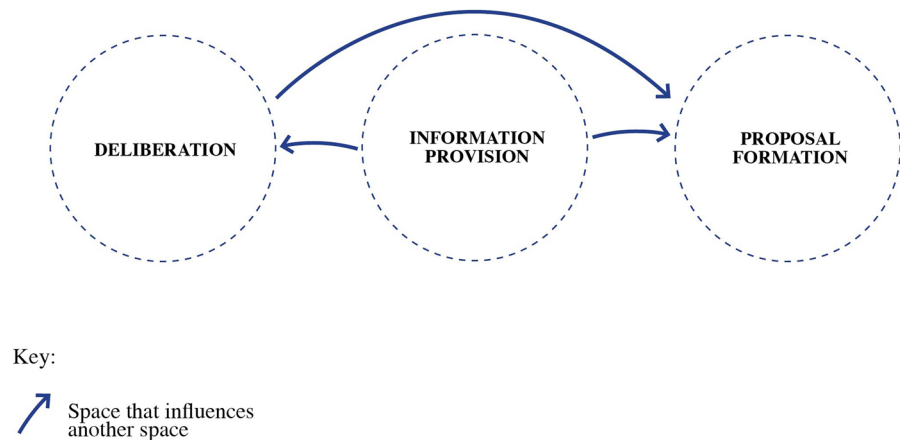 DELIBERATION
INFORMATION
PROVISION
PROPOSAL
FORMATION
Key:
Space that influences
another space